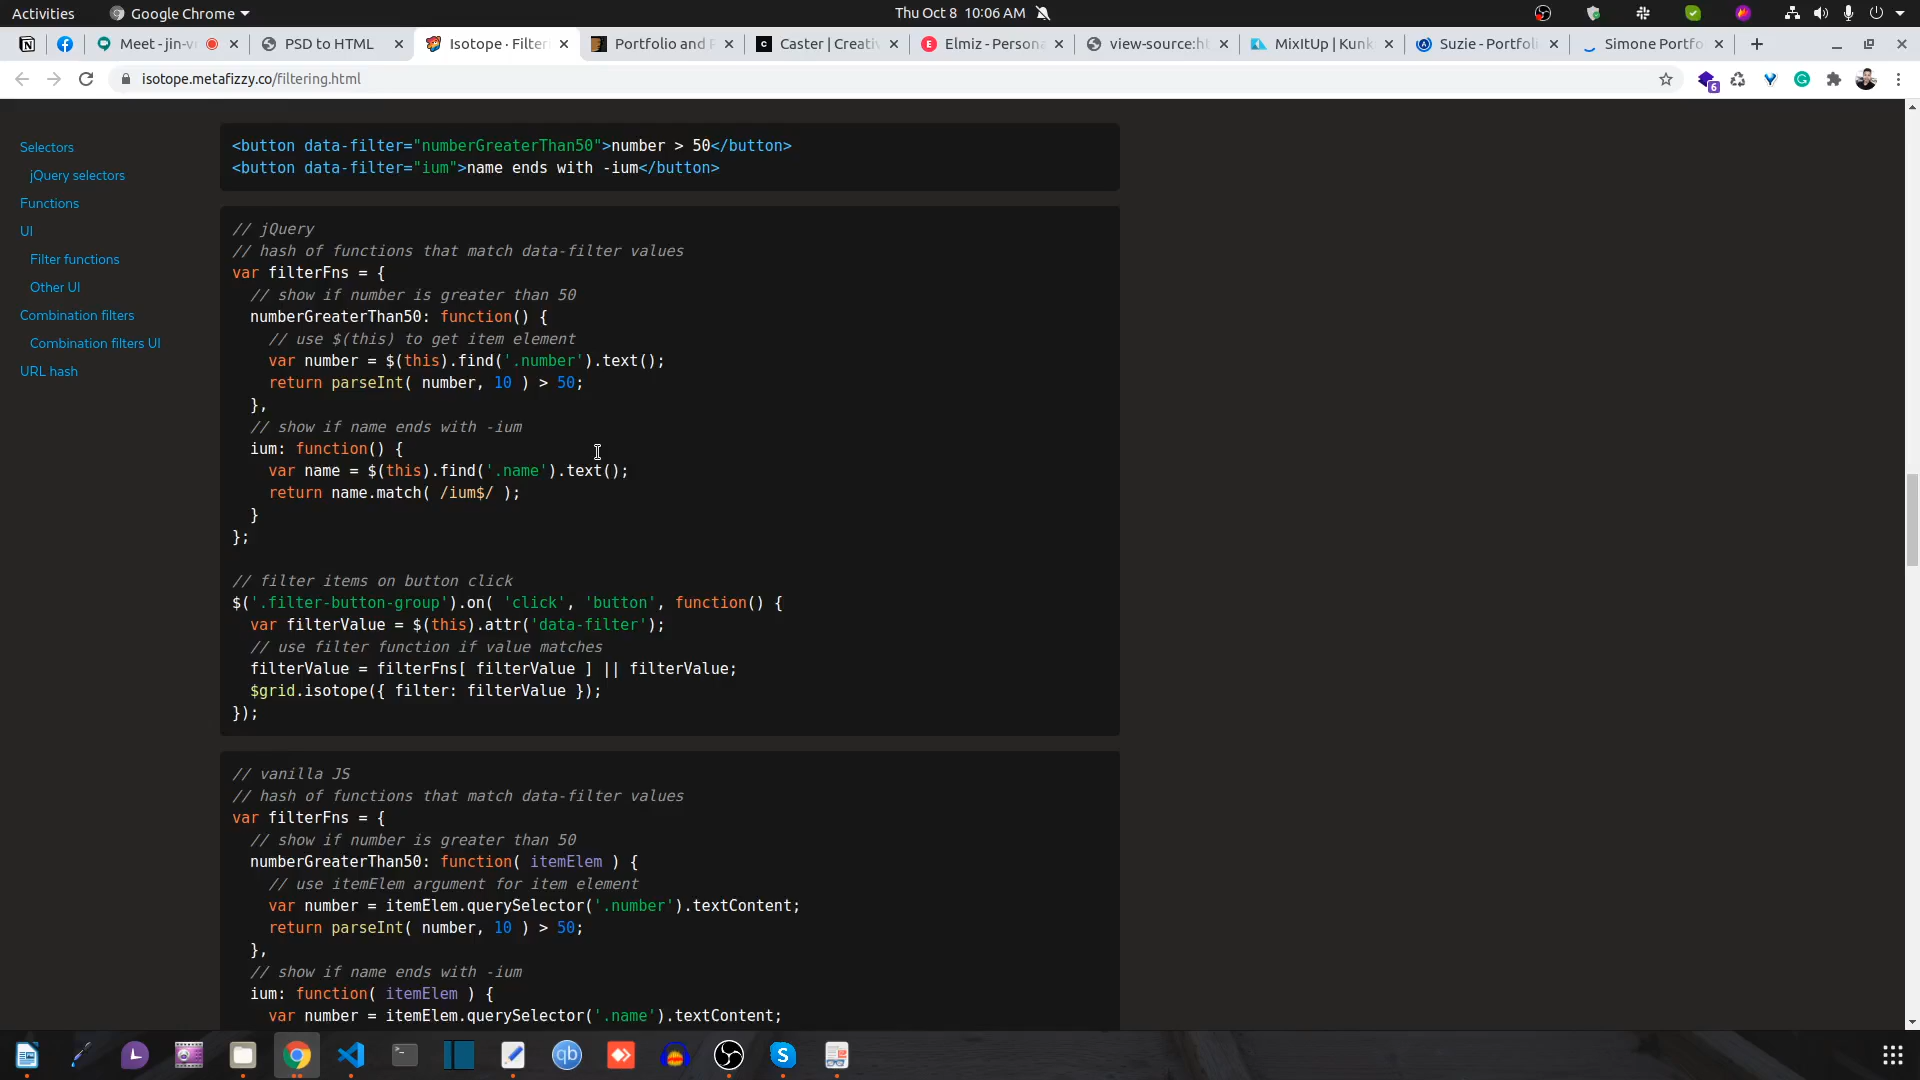 Activities
Google Chrome
Thu Oct 8 10:06 AM
Meet - jin-v
PSD to HTML
Isotope · Filter
Portfolio and
Caster | Creati
Elmiz - Persona
view-source:h
MixItUp | Kunk
Suzie - Portfoli
Simone Portfo
isotope.metafizzy.co/filtering.html
6
Selectors
jQuery selectors
Functions
UI
Filter functions
Other UI
Combination filters
Combination filters UI
URL hash
<button data-filter="numberGreaterThan50">number > 50</button>
<button data-filter="ium">name ends with -ium</button>
// jQuery
// hash of functions that match data-filter values
var filterFns = {
// show if number is greater than 50
numberGreaterThan50: function() {
// use $(this) to get item element
var number = $(this).find('.number').text();
return parseInt( number, 10 ) > 50;
},
// show if name ends with -ium
ium: function() {
var name = $(this).find('.name').text();
return name.match( /ium$/ );
}
};
// filter items on button click
$('.filter-button-group').on( 'click', 'button', function() {
var filterValue = $(this).attr('data-filter');
// use filter function if value matches
filterValue = filterFns[ filterValue ] || filterValue;
$grid.isotope({ filter: filterValue });
});
// vanilla JS
// hash of functions that match data-filter values
var filterFns = {
// show if number is greater than 50
numberGreaterThan50: function( itemElem ) {
// use itemElem argument for item element
var number = itemElem.querySelector('.number').textContent;
return parseInt( number, 10 ) > 50;
},
// show if name ends with -ium
ium: function( itemElem ) {
var number = itemElem.querySelector('.name').textContent;